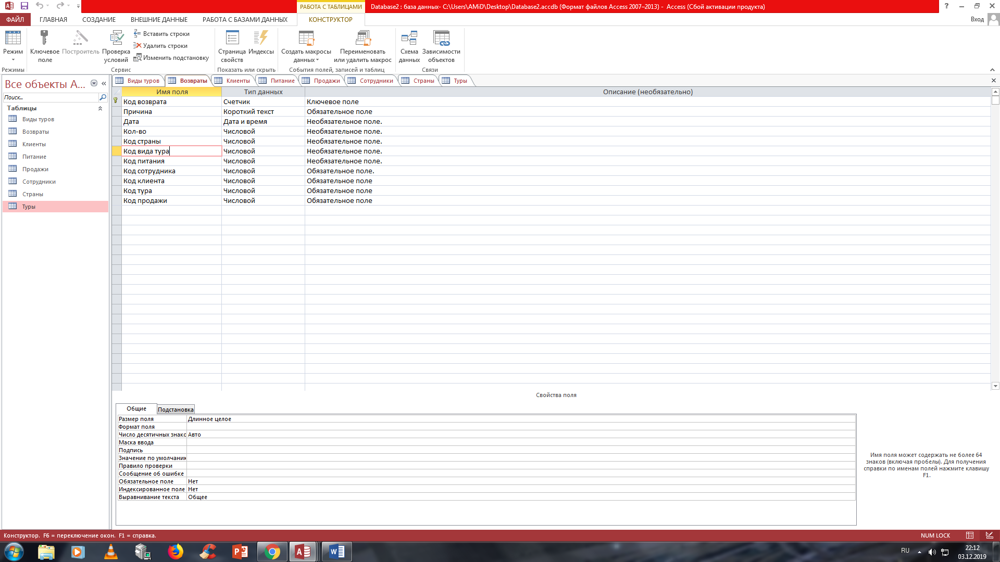 РАБОТА С ТАБЛИЦАМИ
Database2 : база данных- C:\Users\AMiD\Desktop\Database2.accdb (Формат файлов Access 2007–2013) - Access (Сбой активации продукта)
ФАЙЛ ГЛАВНАЯ СОЗДАНИЕ ВНЕШНИЕ ДАННЫЕ РАБОТА С БАЗАМИ ДАННЫХ КОНСТРУКТОР Вход
Режим
Ключевое поле
Построитель
Проверка условий
Вставить строки
Удалить строки
Изменить подстановку
Страница свойств
Индексы
Создать макросы данных
Переименовать или удалить макрос
Схема данных
Зависимости объектов
Режимы Сервис Показать или скрыть События полей, записей и таблиц Связи
Все объекты A...
Поиск...
Таблицы
Виды туров
Возвраты
Клиенты
Питание
Продажи
Сотрудники
Страны
Туры
Виды туров Возвраты Клиенты Питание Продажи Сотрудники Страны Туры
Имя поля Тип данных Описание (необязательно)
Код возврата Счетчик Ключевое поле
Причина Короткий текст Обязательное поле
Дата Дата и время Необязательное поле.
Кол-во Числовой Необязательное поле.
Код страны Числовой Необязательное поле.
Код вида тура Числовой Необязательное поле.
Код питания Числовой Необязательное поле.
Код сотрудника Числовой Обязательное поле.
Код клиента Числовой Обязательное поле
Код тура Числовой Обязательное поле
Код продажи Числовой Обязательное поле
Свойства поля
Общие Подстановка
Размер поля Длинное целое
Формат поля
Число десятичных знакс Авто
Маска ввода
Подпись
Значение по умолчаник
Правило проверки
Сообщение об ошибке
Обязательное поле Нет
Индексированное поле Нет
Выравнивание текста Общее
Имя поля может содержать не более 64
знаков (включая пробелы). Для получения
справки по именам полей нажмите клавишу
F1.
Конструктор. F6 = переключение окон. F1 = справка. NUM LOCK
RU
22:12
03.12.2019